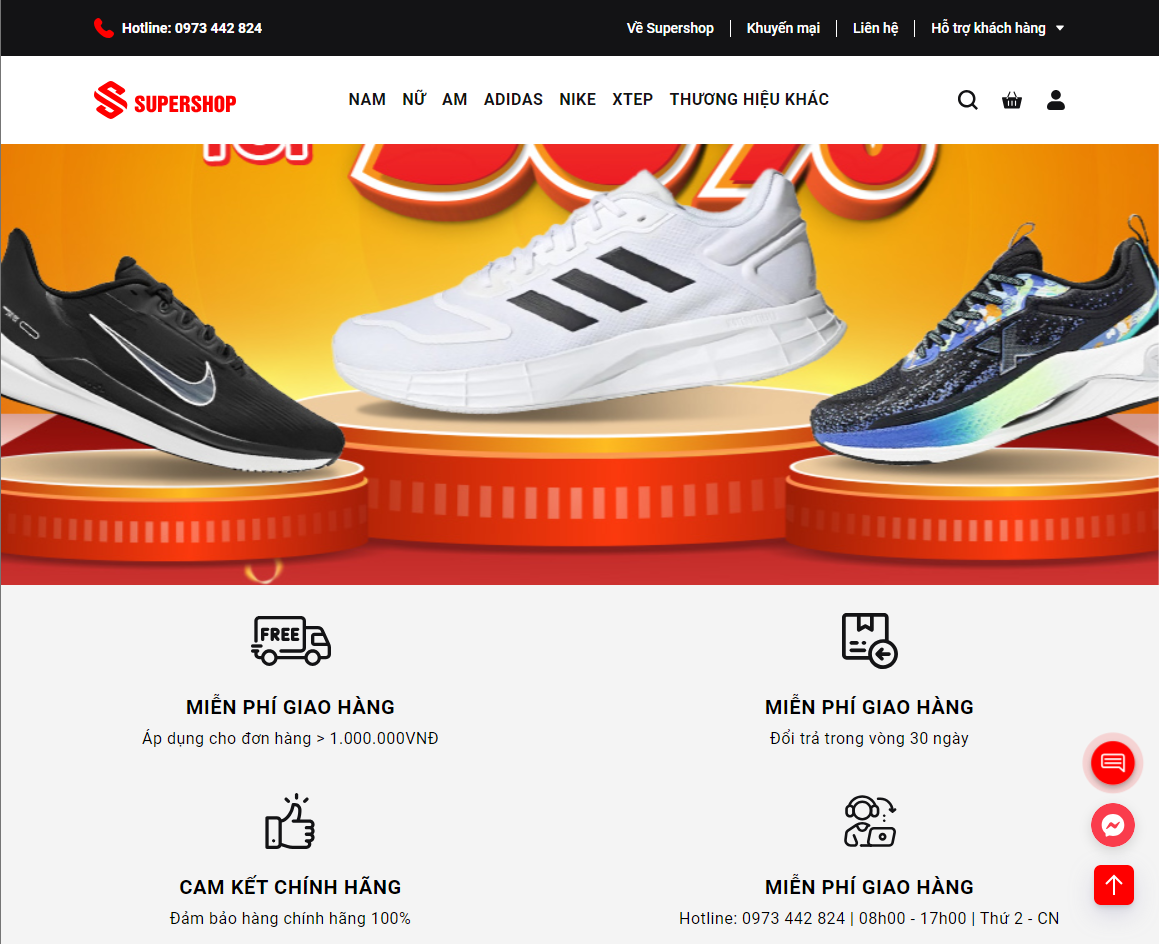 Hotline: 0973 442 824
Về Supershop
Khuyến mại
Liên hệ
Hỗ trợ khách hàng
SUPERSHOP
NAM NỮ AM ADIDAS NIKE XTEP THƯƠNG HIỆU KHÁC
FREE
MIỄN PHÍ GIAO HÀNG
Áp dụng cho đơn hàng > 1.000.000VNĐ
MIỄN PHÍ GIAO HÀNG
Đổi trả trong vòng 30 ngày
CAM KẾT CHÍNH HÃNG
Đảm bảo hàng chính hãng 100%
MIỄN PHÍ GIAO HÀNG
Hotline: 0973 442 824 | 08h00 - 17h00 | Thứ 2 - CN